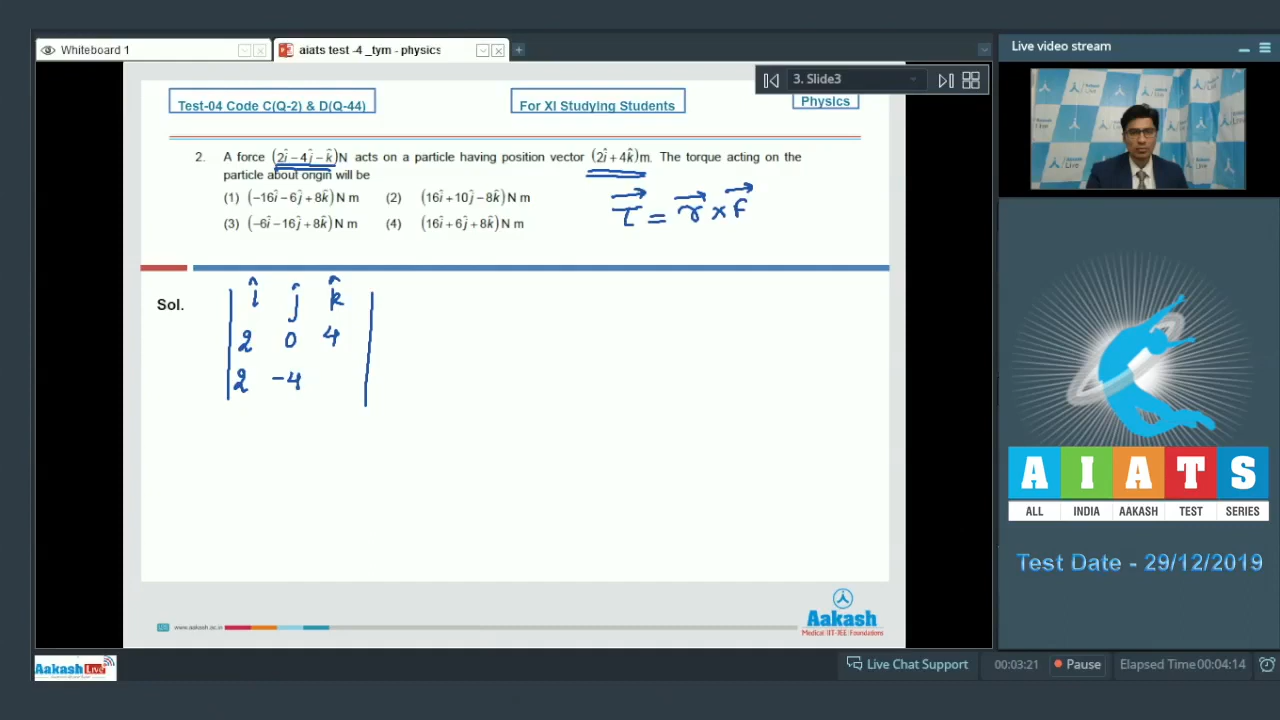 Whiteboard 1
aiats test -4 _tym - physics
+
Live video stream
3. Slide3
Test-04 Code C(Q-2) & D(Q-44)
For XI Studying Students
Physics
2. A force (2î − 4ĵ − k̂)N acts on a particle having position vector (2î + 4k̂)m. The torque acting on the
particle about origin will be
(1) (−16î − 6ĵ + 8k̂) N m (2) (16î + 10ĵ − 8k̂) N m
(3) (−6î − 16ĵ + 8k̂) N m (4) (16î + 6ĵ + 8k̂) N m
τ⃗ = r⃗ × F⃗
Sol.
î ĵ k̂
2 0 4
2 −4
AIATS
ALL INDIA AAKASH TEST SERIES
Test Date - 29/12/2019
www.aakash.ac.in
Aakash
Medical|IIT-JEE|Foundations
Aakash Live
Live Chat Support
00:03:21
Pause
Elapsed Time 00:04:14